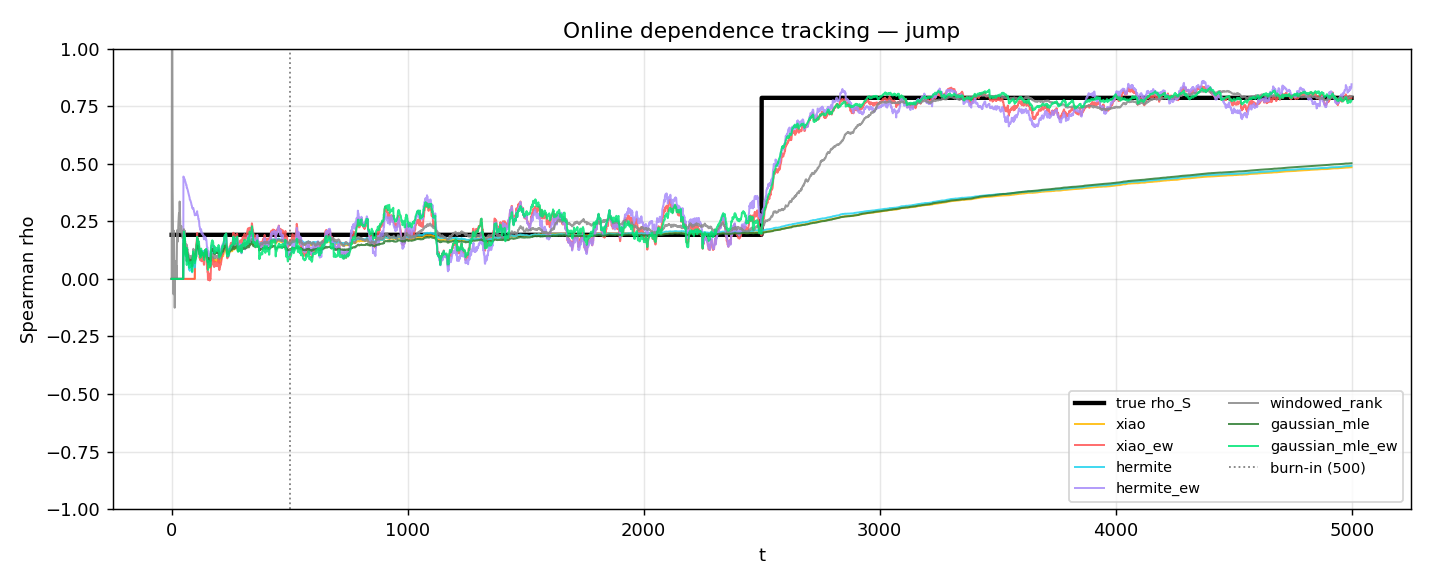 Online dependence tracking — jump
1.00
0.75
0.50
0.25
0.00
−0.25
−0.50
−0.75
−1.00
Spearman rho
0
1000
2000
3000
4000
5000
t
true rho_S
xiao
xiao_ew
hermite
hermite_ew
windowed_rank
gaussian_mle
gaussian_mle_ew
burn-in (500)